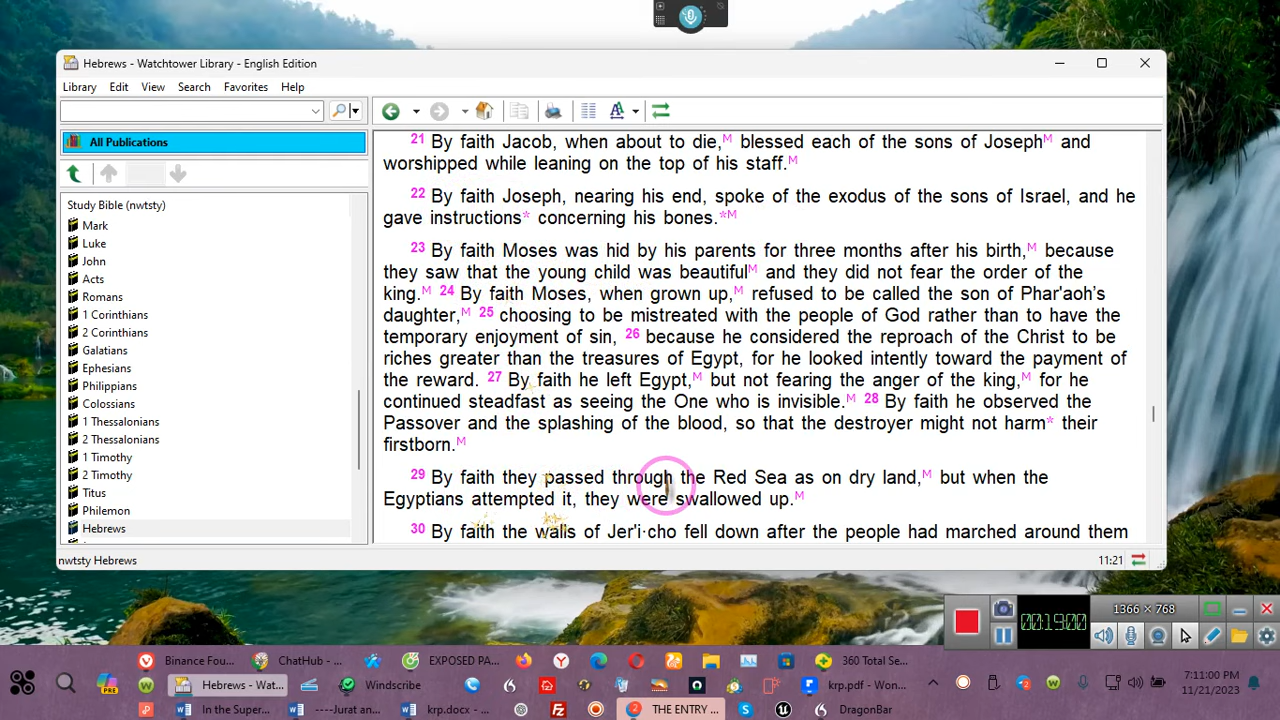 Hebrews - Watchtower Library - English Edition
Library Edit View Search Favorites Help
All Publications
Study Bible (nwtsty)
Mark
Luke
John
Acts
Romans
1 Corinthians
2 Corinthians
Galatians
Ephesians
Philippians
Colossians
1 Thessalonians
2 Thessalonians
1 Timothy
2 Timothy
Titus
Philemon
Hebrews
nwtsty Hebrews
21 By faith Jacob, when about to die,M blessed each of the sons of JosephM and
worshipped while leaning on the top of his staff.M
22 By faith Joseph, nearing his end, spoke of the exodus of the sons of Israel, and he
gave instructions* concerning his bones.*M
23 By faith Moses was hid by his parents for three months after his birth,M because
they saw that the young child was beautifulM and they did not fear the order of the
king.M 24 By faith Moses, when grown up,M refused to be called the son of Phar'aoh's
daughter,M 25 choosing to be mistreated with the people of God rather than to have the
temporary enjoyment of sin, 26 because he considered the reproach of the Christ to be
riches greater than the treasures of Egypt, for he looked intently toward the payment of
the reward. 27 By faith he left Egypt,M but not fearing the anger of the king,M for he
continued steadfast as seeing the One who is invisible.M 28 By faith he observed the
Passover and the splashing of the blood, so that the destroyer might not harm* their
firstborn.M
29 By faith they passed through the Red Sea as on dry land,M but when the
Egyptians attempted it, they were swallowed up.M
30 By faith the walls of Jer'i·cho fell down after the people had marched around them
11:21
1366 × 768
00:19:00
Binance Fou... ChatHub - ... EXPOSED PA... 360 Total Se...
PRE Hebrews - Wat... Windscribe krp.pdf - Won... 7:11:00 PM
11/21/2023
In the Super... ----Jurat an... krp.docx - ... THE ENTRY ... DragonBar